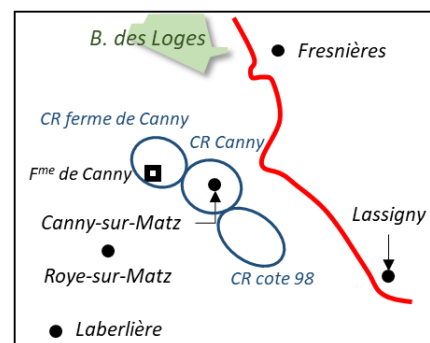 B. des Loges
Fresnières
CR ferme de Canny
CR Canny
Fme de Canny
Canny-sur-Matz
Lassigny
Roye-sur-Matz
CR cote 98
Laberlière